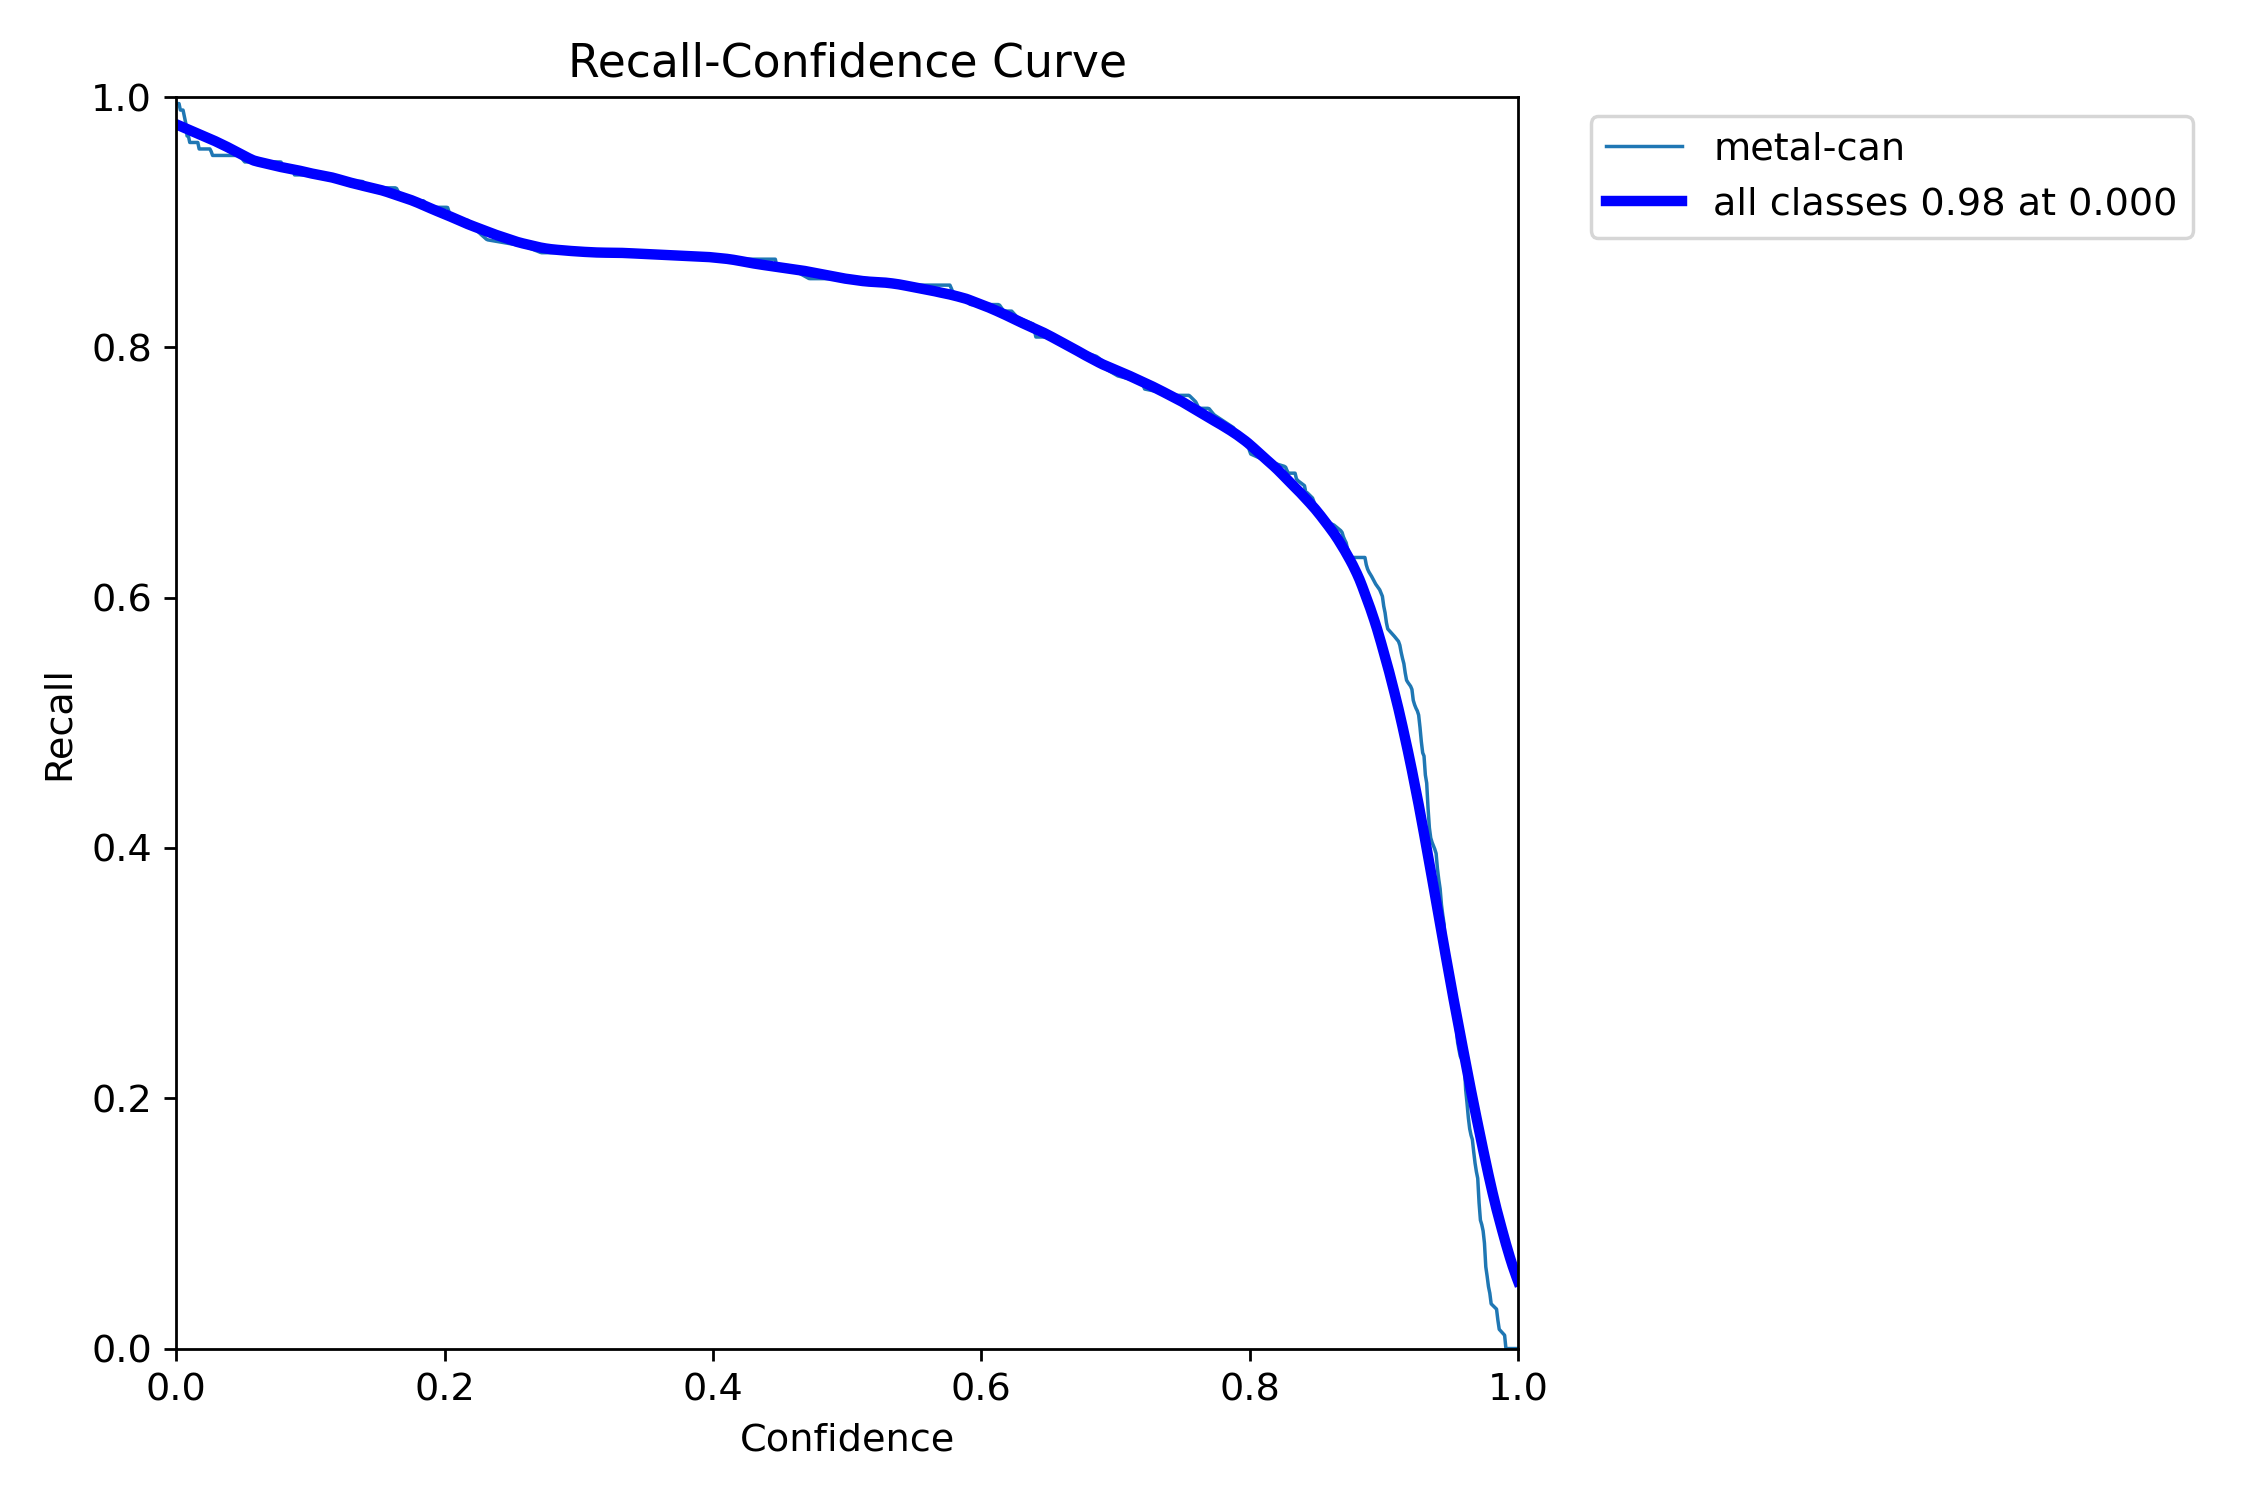 Recall-Confidence Curve
metal-can
all classes 0.98 at 0.000
1.0
0.8
0.6
0.4
0.2
0.0
Recall
0.0 0.2 0.4 0.6 0.8 1.0
Confidence